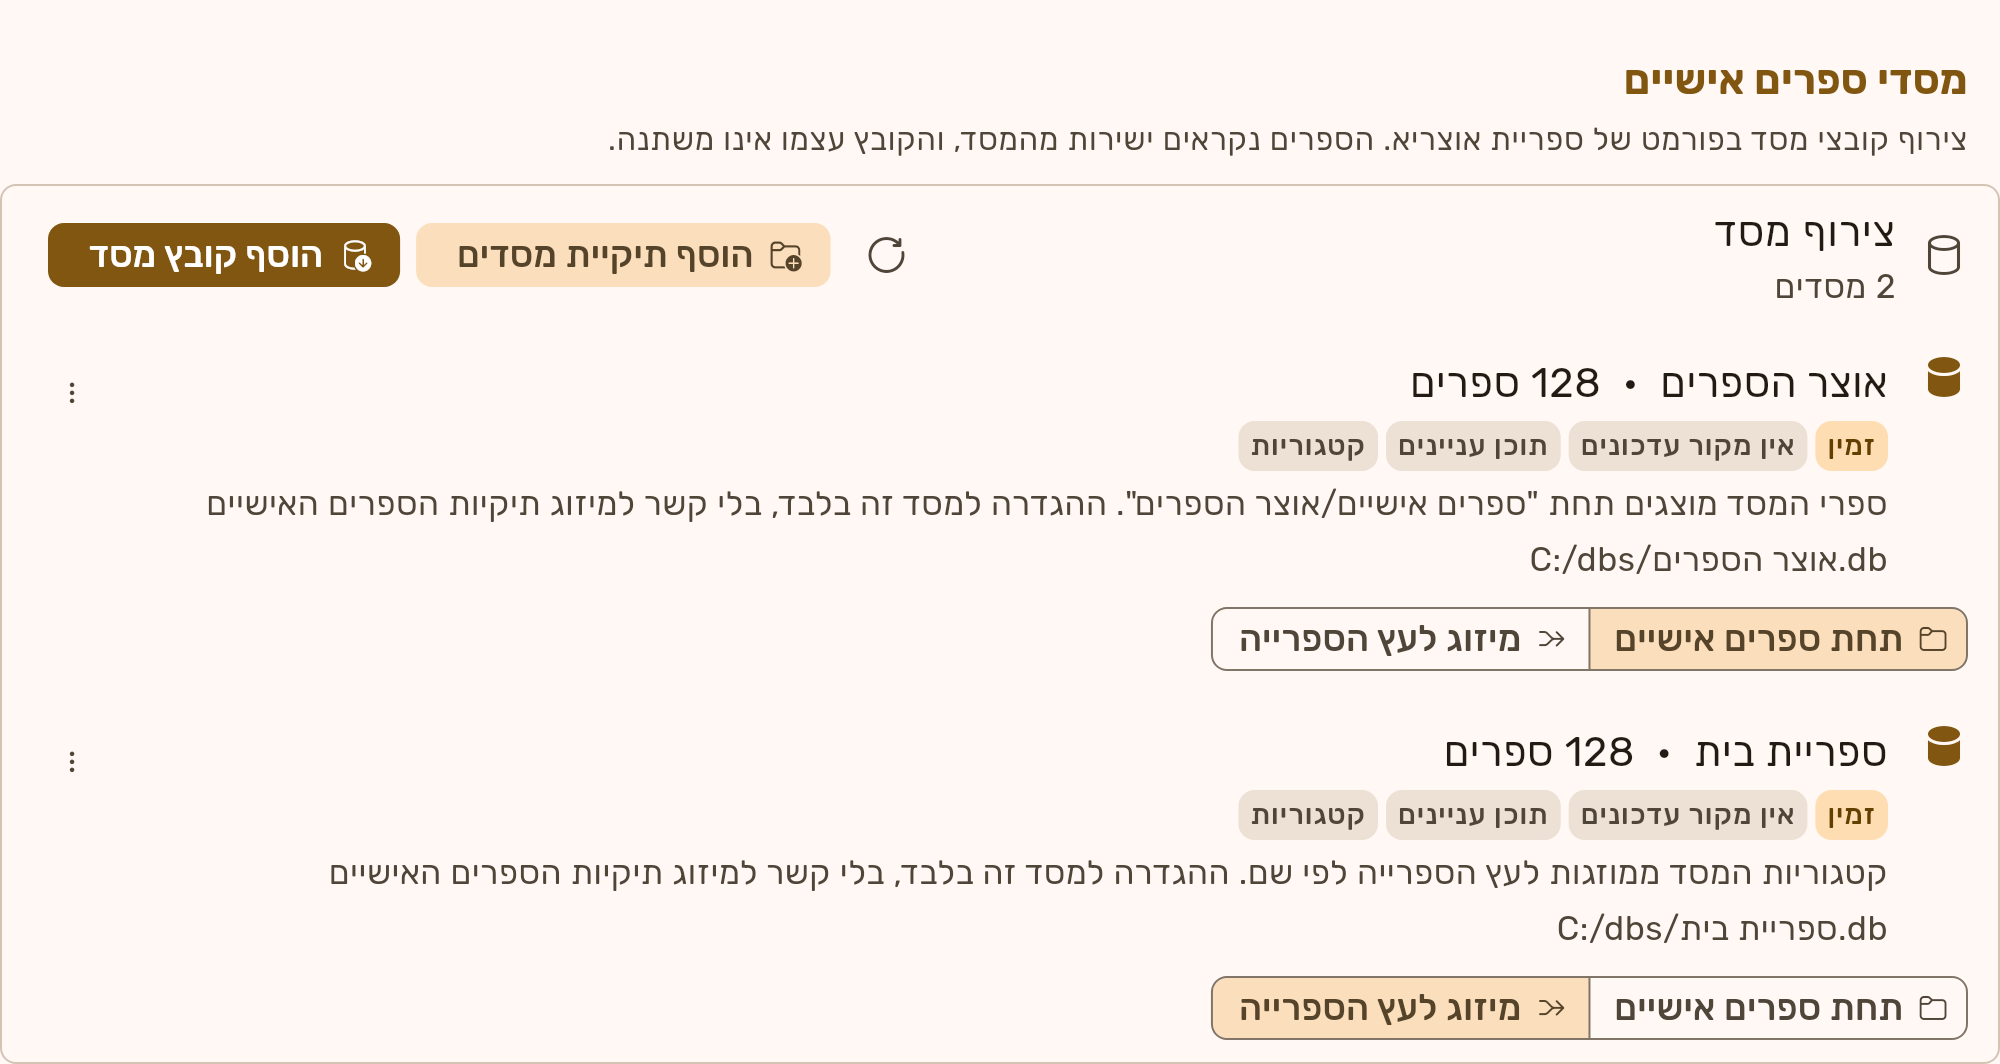 מסדי ספרים אישיים
צירוף קובצי מסד בפורמט של ספריית אוצריא. הספרים נקראים ישירות מהמסד, והקובץ עצמו אינו משתנה.
צירוף מסד
2 מסדים
הוסף תיקיית מסדים
הוסף קובץ מסד
אוצר הספרים • 128 ספרים
זמין אין מקור עדכונים תוכן עניינים קטגוריות
ספרי המסד מוצגים תחת "ספרים אישיים/אוצר הספרים". ההגדרה למסד זה בלבד, בלי קשר למיזוג תיקיות הספרים האישיים
C:/dbs/אוצר הספרים.db
תחת ספרים אישיים מיזוג לעץ הספרייה
ספריית בית • 128 ספרים
זמין אין מקור עדכונים תוכן עניינים קטגוריות
קטגוריות המסד ממוזגות לעץ הספרייה לפי שם. ההגדרה למסד זה בלבד, בלי קשר למיזוג תיקיות הספרים האישיים
C:/dbs/ספריית בית.db
תחת ספרים אישיים מיזוג לעץ הספרייה